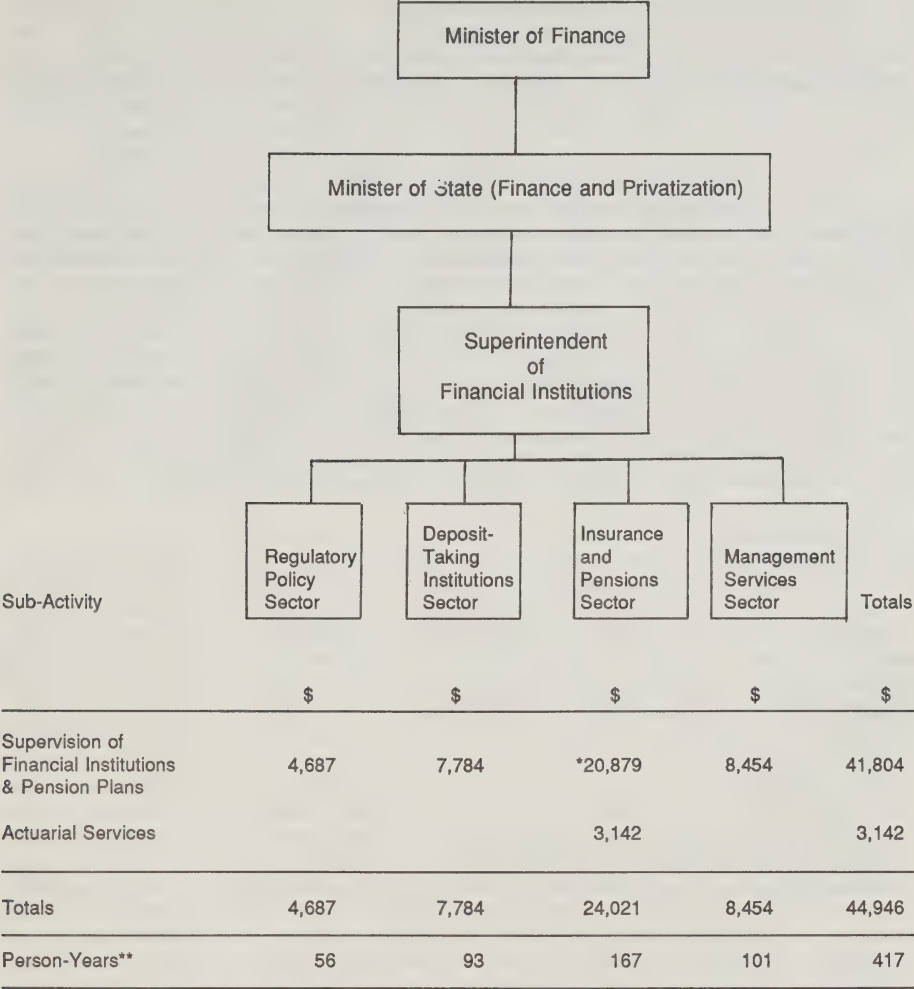 Minister of Finance
Minister of State (Finance and Privatization)
Superintendent
of
Financial Institutions
Regulatory
Policy
Sector
Deposit-
Taking
Institutions
Sector
Insurance
and
Pensions
Sector
Management
Services
Sector
Sub-Activity
Totals
$ $ $ $ $
Supervision of
Financial Institutions 4,687 7,784 *20,879 8,454 41,804
& Pension Plans
Actuarial Services 3,142 3,142
Totals 4,687 7,784 24,021 8,454 44,946
Person-Years** 56 93 167 101 417